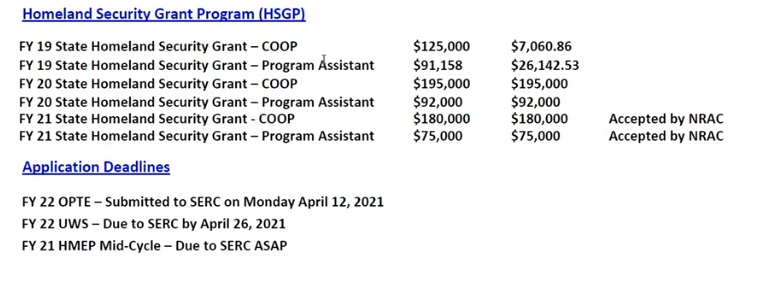 Homeland Security Grant Program (HSGP)
FY 19 State Homeland Security Grant – COOP $125,000 $7,060.86
FY 19 State Homeland Security Grant – Program Assistant $91,158 $26,142.53
FY 20 State Homeland Security Grant – COOP $195,000 $195,000
FY 20 State Homeland Security Grant – Program Assistant $92,000 $92,000
FY 21 State Homeland Security Grant - COOP $180,000 $180,000 Accepted by NRAC
FY 21 State Homeland Security Grant – Program Assistant $75,000 $75,000 Accepted by NRAC
Application Deadlines
FY 22 OPTE – Submitted to SERC on Monday April 12, 2021
FY 22 UWS – Due to SERC by April 26, 2021
FY 21 HMEP Mid-Cycle – Due to SERC ASAP